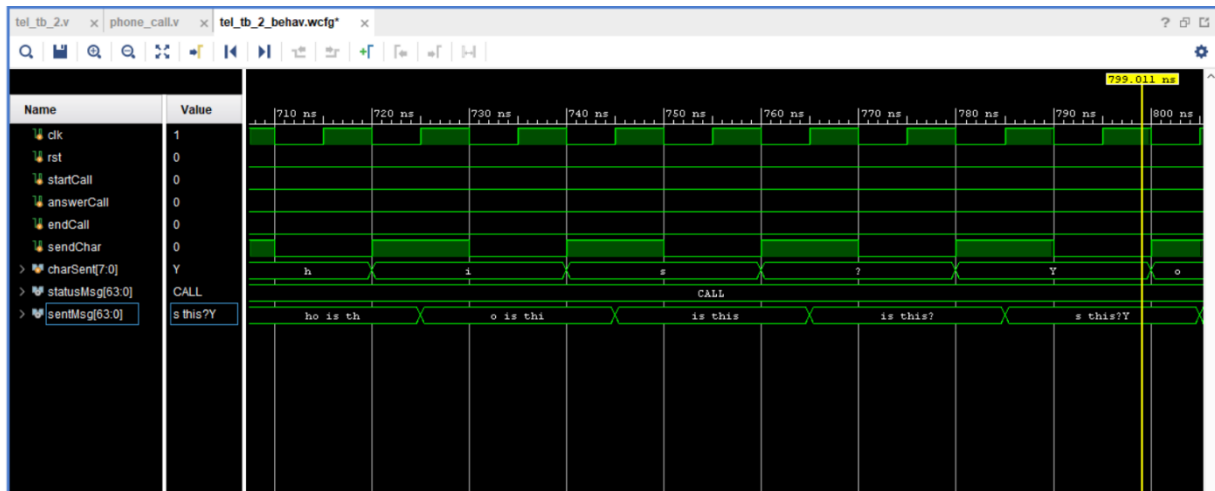 tel_tb_2.v × phone_call.v × tel_tb_2_behav.wcfg* ×
799.011 ns
Name Value
710 ns 720 ns 730 ns 740 ns 750 ns 760 ns 770 ns 780 ns 790 ns 800 ns
clk 1
rst 0
startCall 0
answerCall 0
endCall 0
sendChar 0
charSent[7:0] Y h i s ? Y o
statusMsg[63:0] CALL CALL
sentMsg[63:0] s this?Y ho is th o is thi is this is this? s this?Y